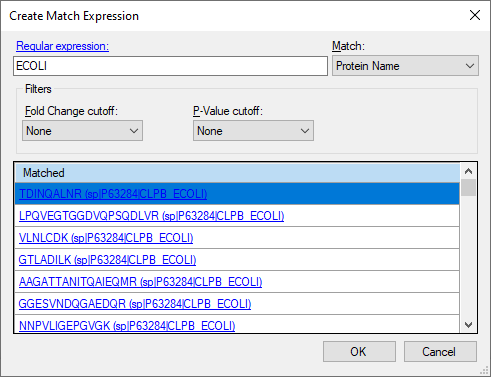 Create Match Expression
Regular expression:
Match:
ECOLI
Protein Name
Filters
Fold Change cutoff:
P-Value cutoff:
None
None
Matched
TDINQALNR (sp|P63284|CLPB_ECOLI)
LPQVEGTGGDVQPSQDLVR (sp|P63284|CLPB_ECOLI)
VLNLCDK (sp|P63284|CLPB_ECOLI)
GTLADILK (sp|P63284|CLPB_ECOLI)
AAGATTANITQAIEQMR (sp|P63284|CLPB_ECOLI)
GGESVNDQGAEDQR (sp|P63284|CLPB_ECOLI)
NNPVLIGEPGVGK (sp|P63284|CLPB_ECOLI)
OK
Cancel